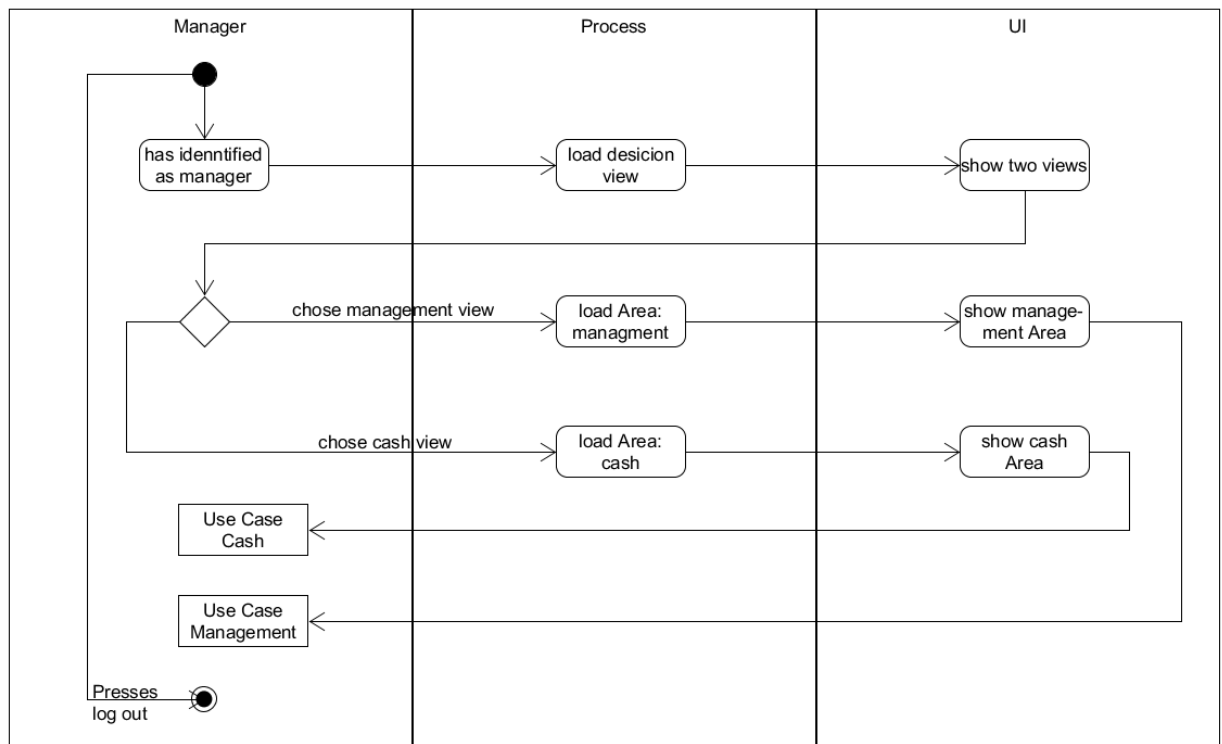 Manager
Process
UI
has idenntified
as manager
load desicion
view
show two views
chose management view
load Area:
managment
show manage-
ment Area
chose cash view
load Area:
cash
show cash
Area
Use Case
Cash
Use Case
Management
Presses
log out